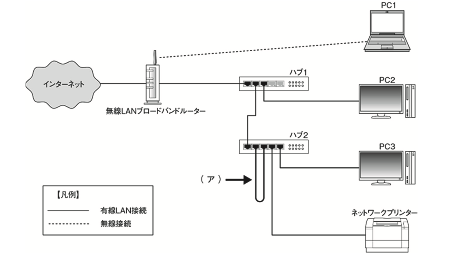 PC1
インターネット
無線LANブロードバンドルーター
ハブ1
PC2
ハブ2
PC3
(ア)
ネットワークプリンター
【凡例】
有線LAN接続
無線接続